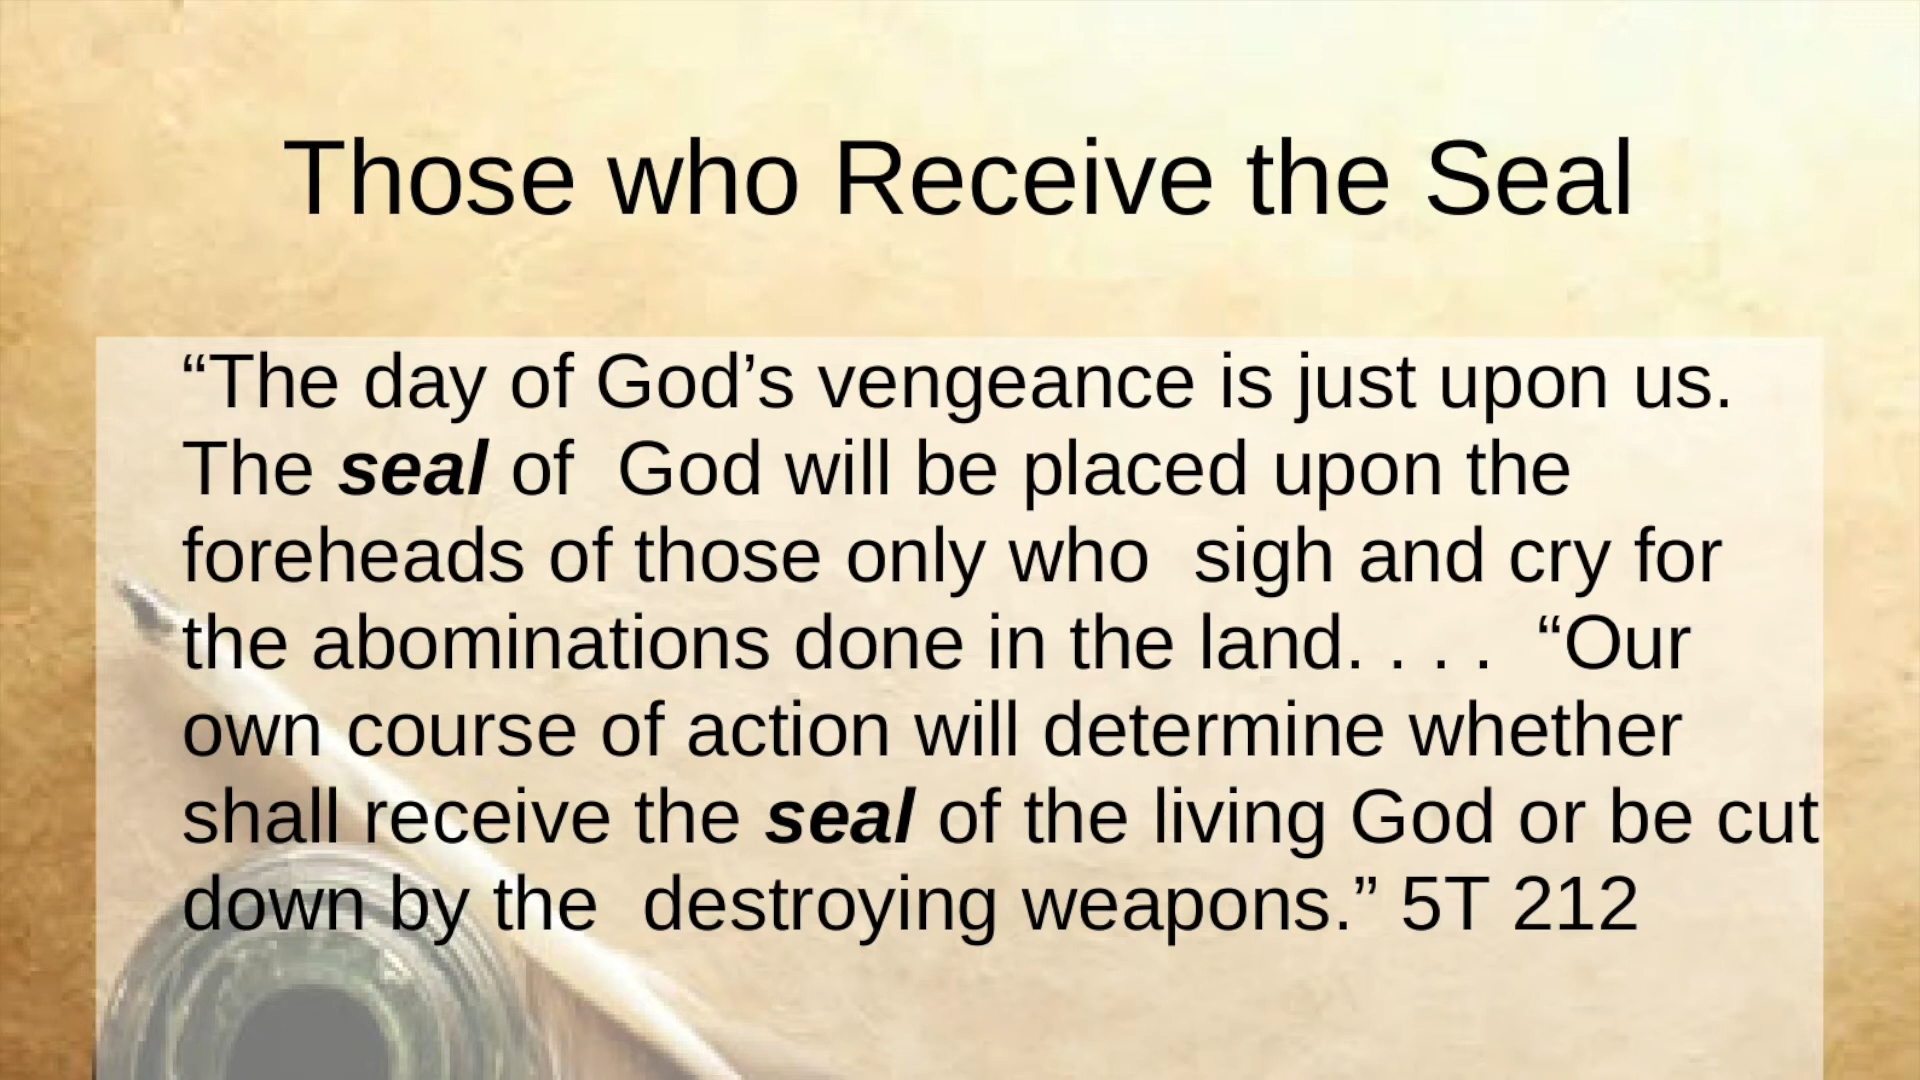 Those who Receive the Seal
“The day of God’s vengeance is just upon us.
The seal of  God will be placed upon the
foreheads of those only who  sigh and cry for
the abominations done in the land. . . .  “Our
own course of action will determine whether
shall receive the seal of the living God or be cut
down by the  destroying weapons.” 5T 212